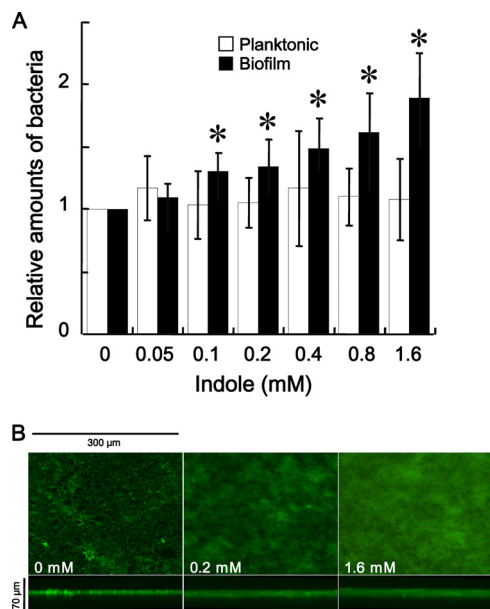 A
Planktonic
Biofilm
* * * * *
2
1
0
Relative amounts of bacteria
0 0.05 0.1 0.2 0.4 0.8 1.6
Indole (mM)
B
300 µm
0 mM 0.2 mM 1.6 mM
70 µm